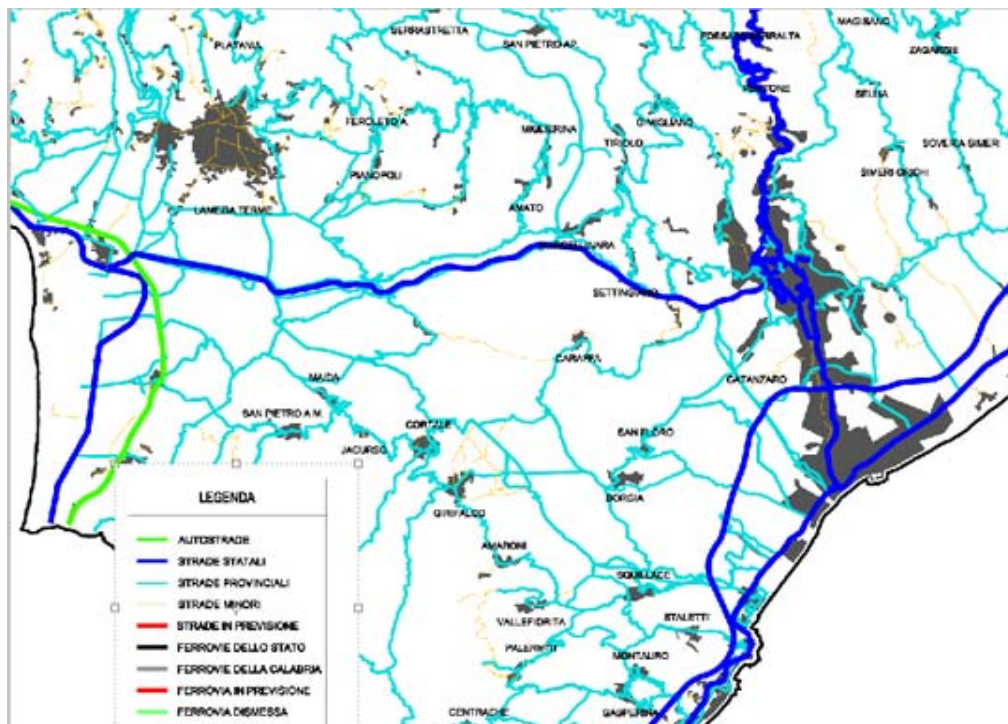 PLATANIA
SERRASTRETTA
SAN PIETRO AP.
MAGISANO
ZAGARISE
SELLIA
FEROLETO A.
MIGLIERINA
GIMIGLIANO
TIRIOLO
SOVERIA SIMERI
SIMERI CRICHI
PIANOPOLI
AMATO
LAMEZIA TERME
SETTINGIANO
CARAFFA
CATANZARO
MAIDA
SAN PIETRO A M.
CORTALE
JACURSO
SAN FLORO
BORGIA
GIRIFALCO
AMARONI
SQUILLACE
VALLEFIORITA
STALETTI
PALERMITI
MONTAURO
CENTRACHE
GASPERINA
LEGENDA
AUTOSTRADE
STRADE STATALI
STRADE PROVINCIALI
STRADE MINORI
STRADE IN PREVISIONE
FERROVIE DELLO STATO
FERROVIE DELLA CALABRIA
FERROVIA IN PREVISIONE
FERROVIA DISMESSA